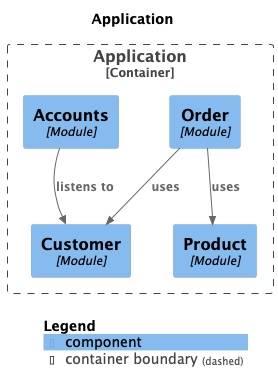 Application
Application
[Container]
Accounts
[Module]
Order
[Module]
listens to
uses
uses
Customer
[Module]
Product
[Module]
Legend
component
container boundary (dashed)